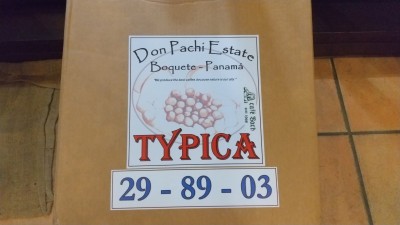 Don Pachi Estate
Boquete - Panamá
TYPICA
29 - 89 - 03